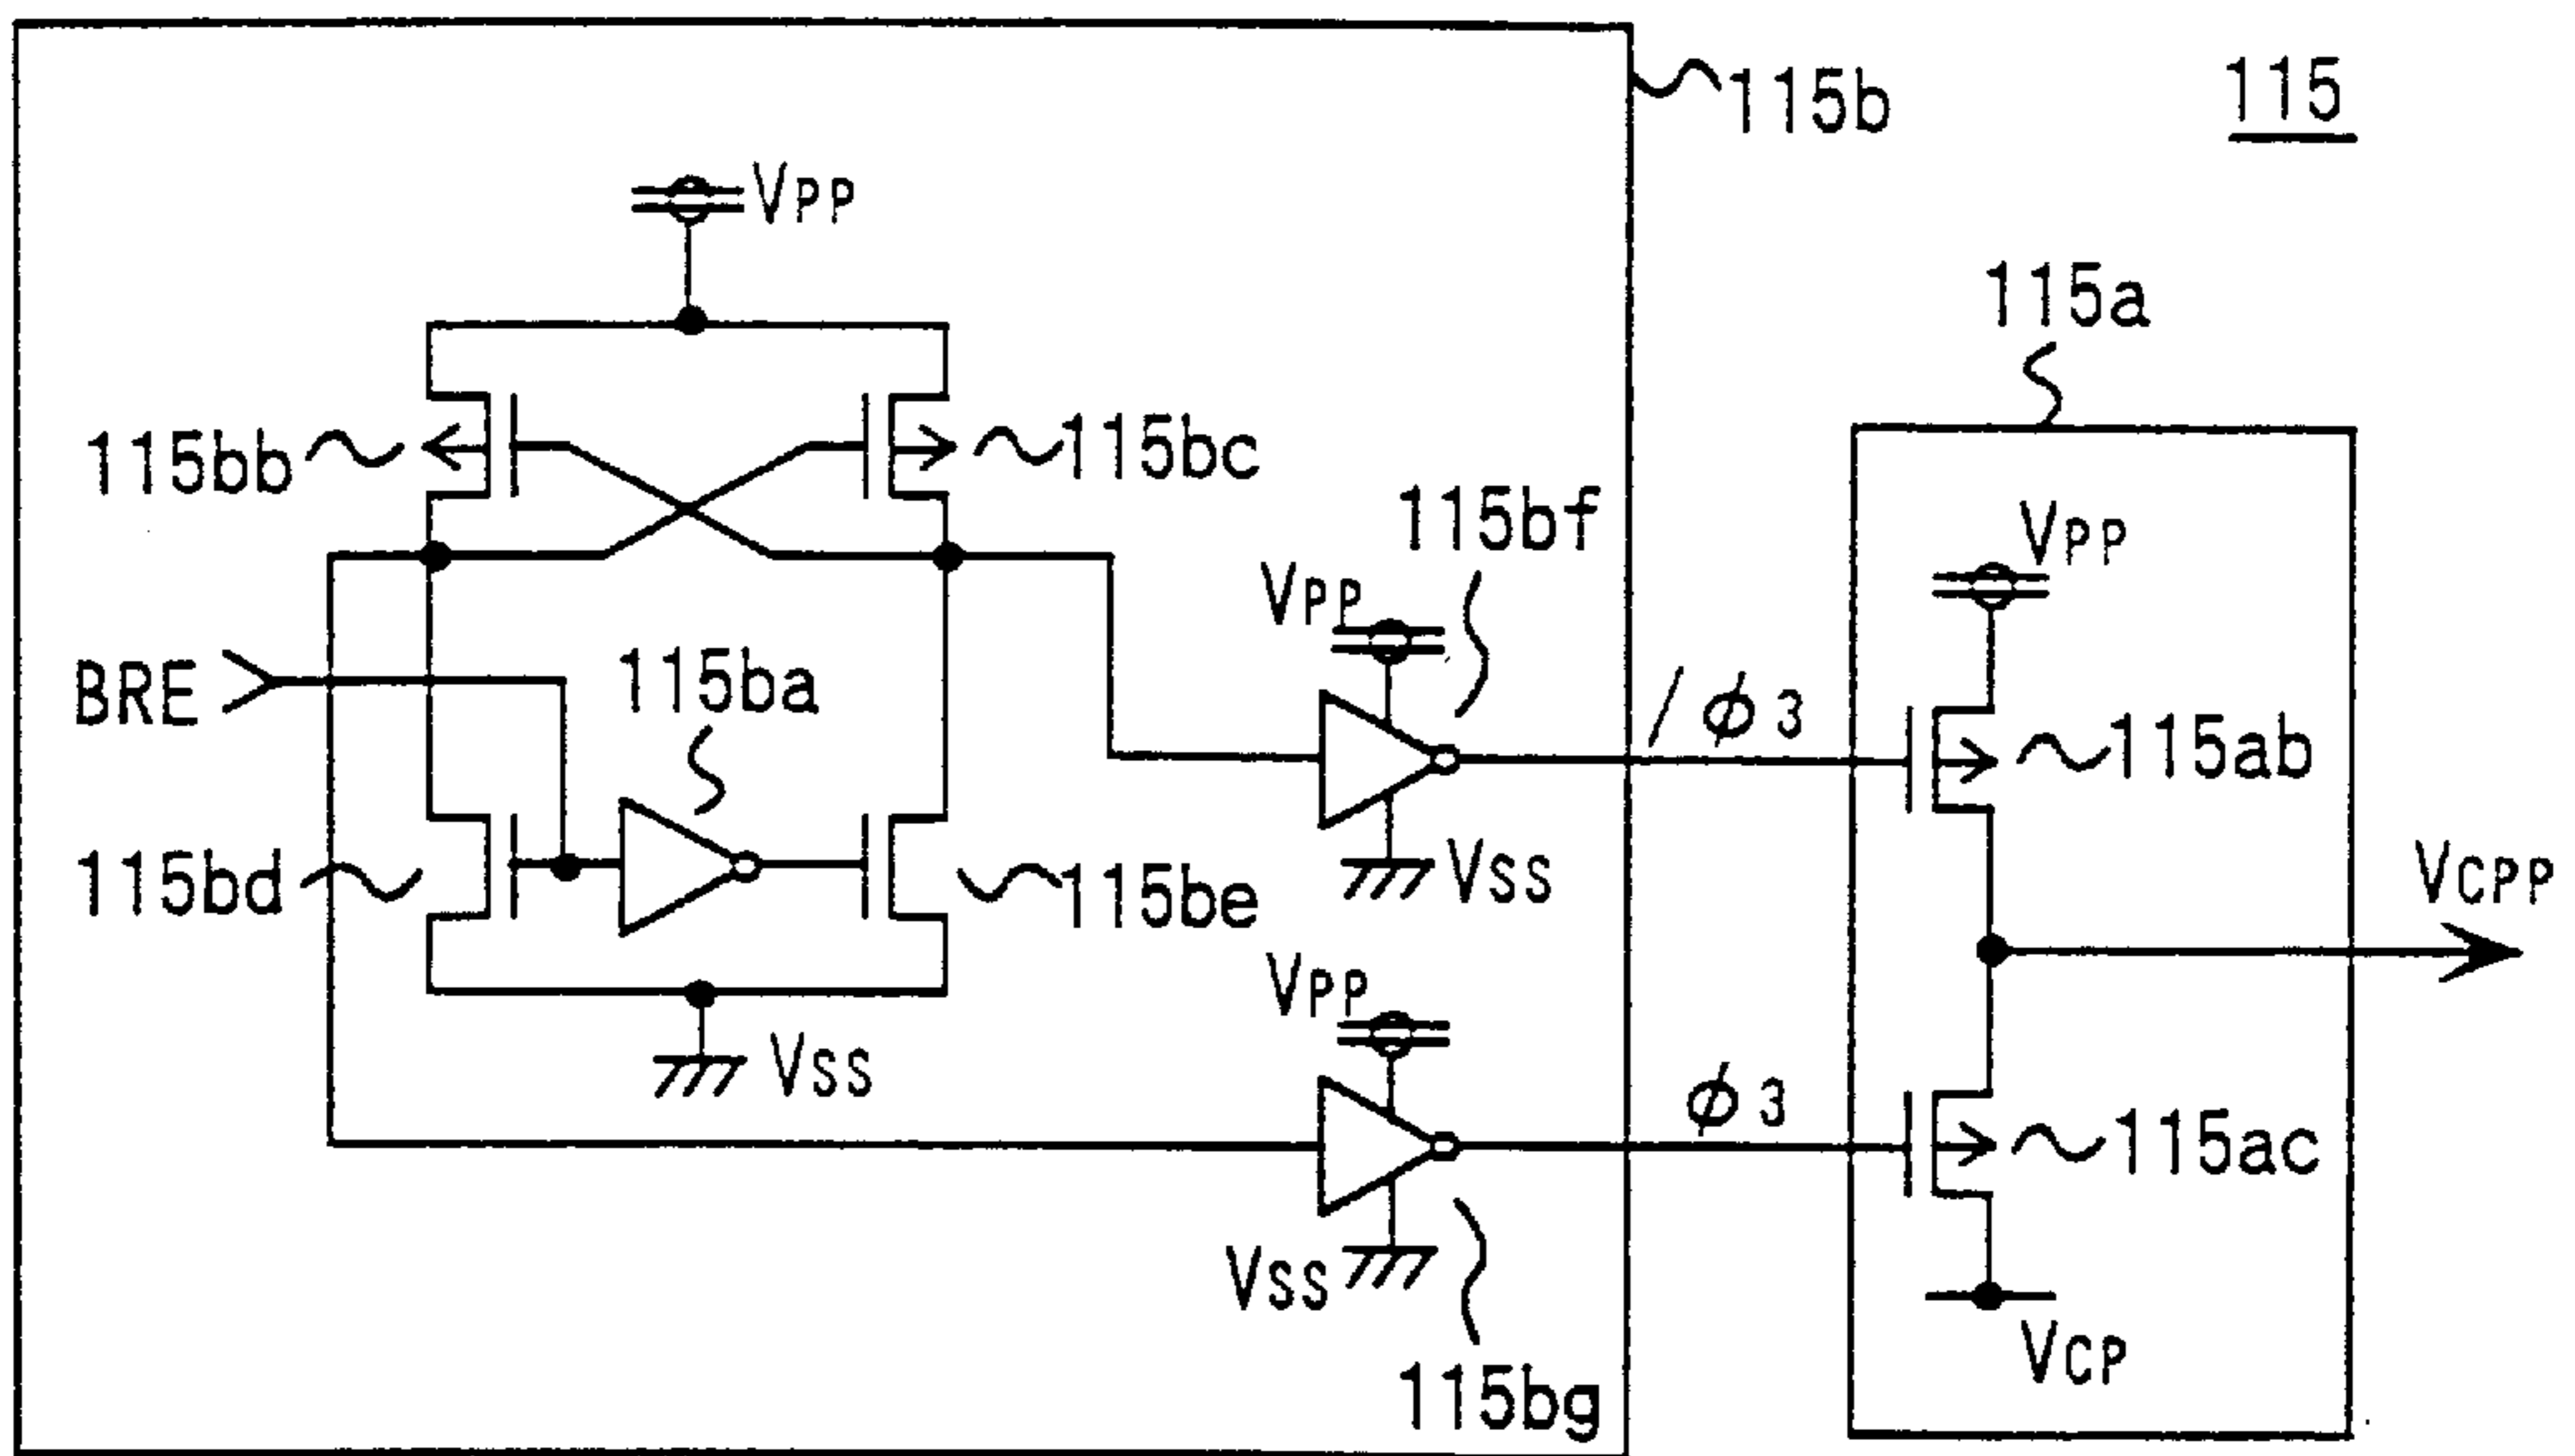 115b
115
VPP
115a
115bb
115bc
115bf
VPP
VPP
BRE
115ba
/φ3
115ab
115bd
115be
VSS
VCPP
VPP
VSS
φ3
115ac
VSS
VCP
115bg